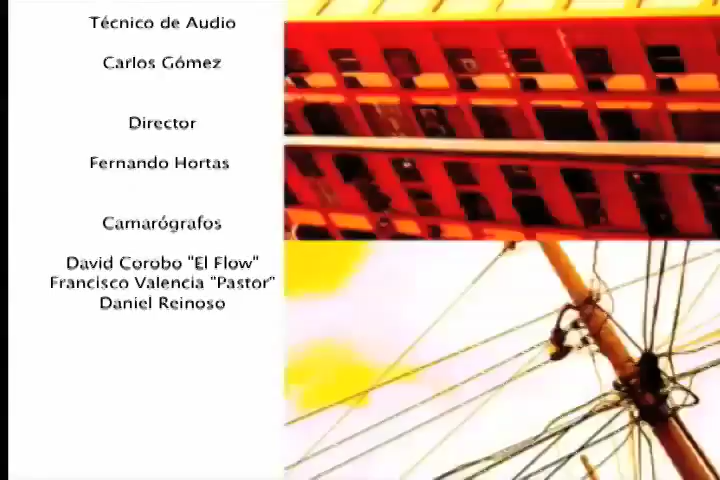 Técnico de Audio
Carlos Gómez
Director
Fernando Hortas
Camarógrafos
David Corobo "El Flow"
Francisco Valencia "Pastor"
Daniel Reinoso